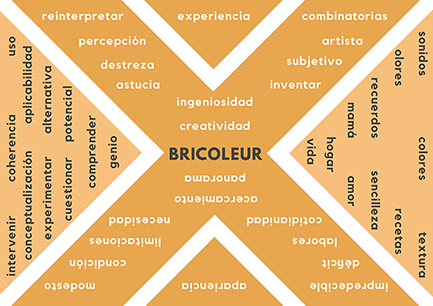 reinterpretar
percepción
destreza
astucia
experiencia
combinatorias
artista
subjetivo
inventar
ingeniosidad
creatividad
BRICOLEUR
panorama
acercamiento
necesidad
limitaciones
condición
modesto
apariencia
cotidianidad
labores
déficit
impredecible
intervenir coherencia uso
conceptualización aplicabilidad
experimentar alternativa
cuestionar potencial
comprender
genio
vida
hogar
amor mamá
sencilleza recuerdos
recetas olores
textura colores sonidos